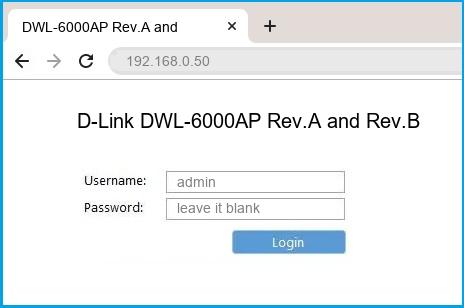 DWL-6000AP Rev.A and
192.168.0.50
D-Link DWL-6000AP Rev.A and Rev.B
Username: admin
Password: leave it blank
Login